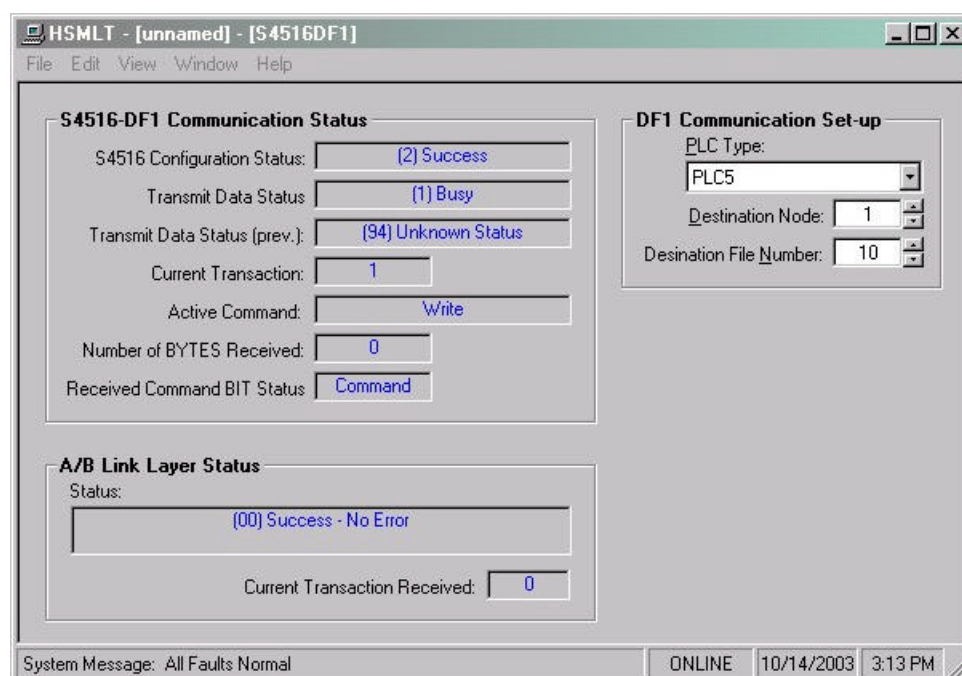 HSMLT - [unnamed] - [S4516DF1]
File Edit View Window Help
S4516-DF1 Communication Status
S4516 Configuration Status: (2) Success
Transmit Data Status (1) Busy
Transmit Data Status (prev.): (94) Unknown Status
Current Transaction: 1
Active Command: Write
Number of BYTES Received: 0
Received Command BIT Status Command
DF1 Communication Set-up
PLC Type:
PLC5
Destination Node: 1
Desination File Number: 10
A/B Link Layer Status
Status:
(00) Success - No Error
Current Transaction Received: 0
System Message: All Faults Normal ONLINE 10/14/2003 3:13 PM